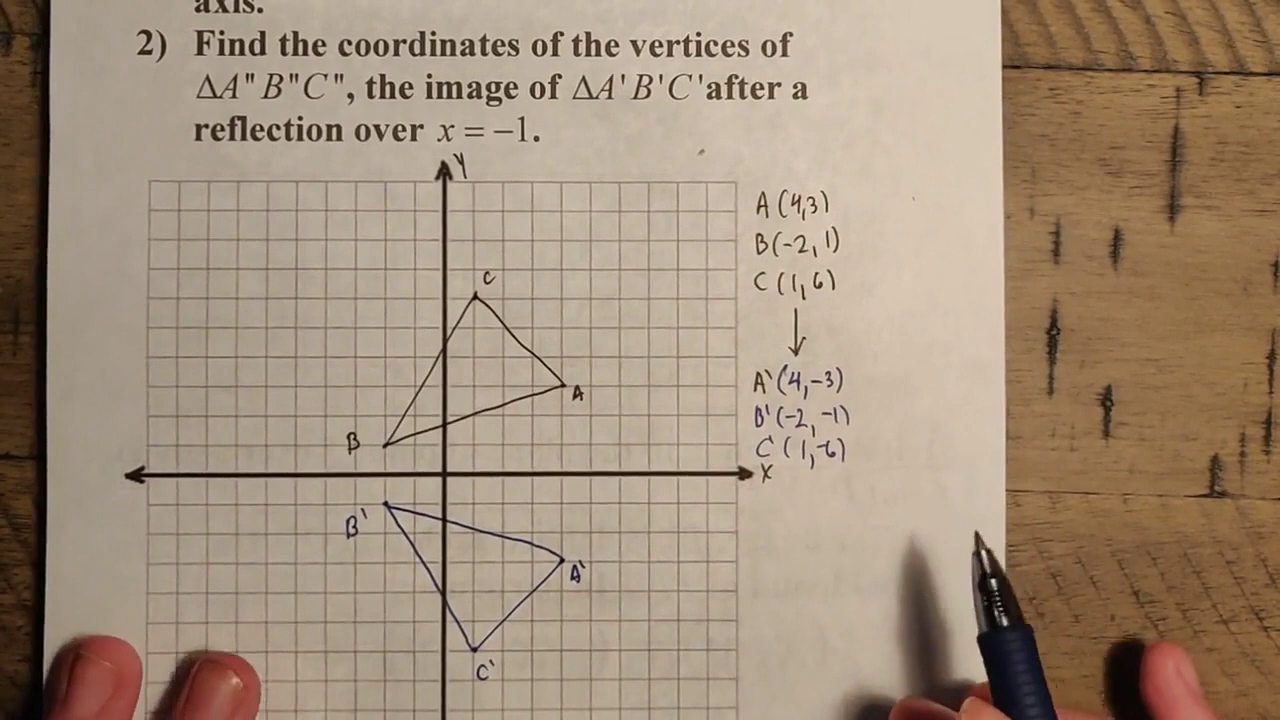 axis.
2) Find the coordinates of the vertices of
ΔA"B"C", the image of ΔA'B'C'after a
reflection over x = −1.
Y
A (4,3)
B(-2, 1)
C (1, 6)
C
A
A'(4,-3)
B'(-2, -1)
C'(1,-6)
B
X
B'
A'
C'